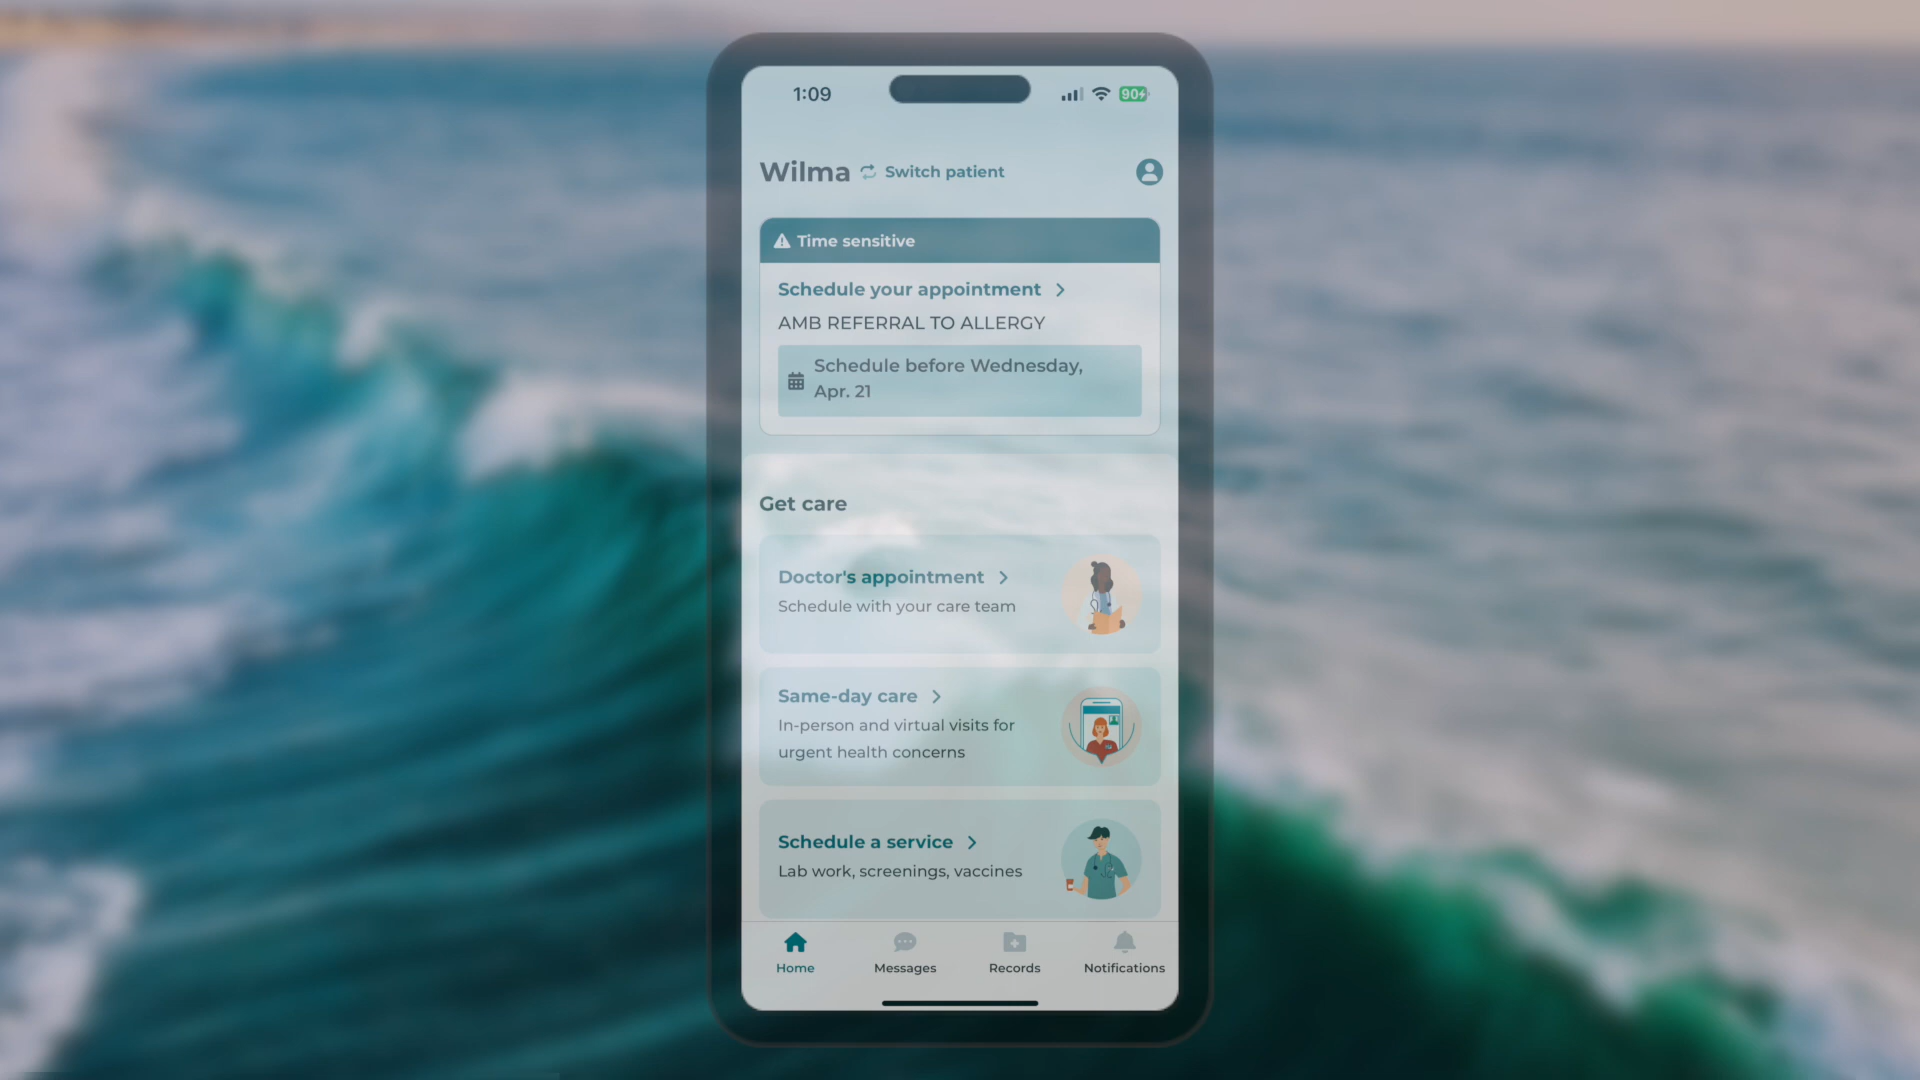 1:09
90
Wilma Switch patient
Time sensitive
Schedule your appointment
AMB REFERRAL TO ALLERGY
Schedule before Wednesday,
Apr. 21
Get care
Doctor's appointment
Schedule with your care team
Same-day care
In-person and virtual visits for
urgent health concerns
Schedule a service
Lab work, screenings, vaccines
Home Messages Records Notifications